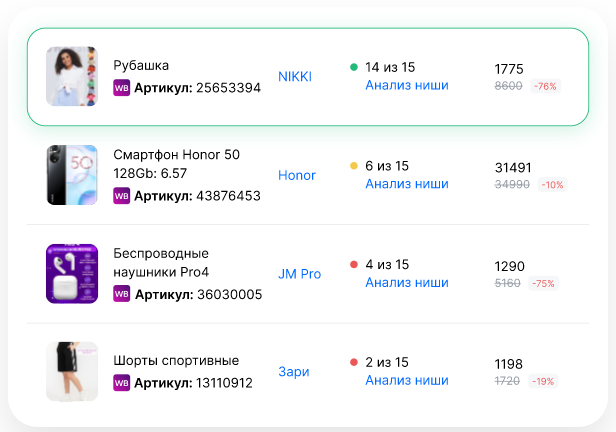 Рубашка
WB Артикул: 25653394
NIKKI
14 из 15
Анализ ниши
1775
8600 -76%
Смартфон Honor 50
128Gb: 6.57
WB Артикул: 43876453
Honor
6 из 15
Анализ ниши
31491
34990 -10%
50
Беспроводные
наушники Pro4
WB Артикул: 36030005
JM Pro
4 из 15
Анализ ниши
1290
5160 -75%
Шорты спортивные
WB Артикул: 13110912
Зари
2 из 15
Анализ ниши
1198
1720 -19%